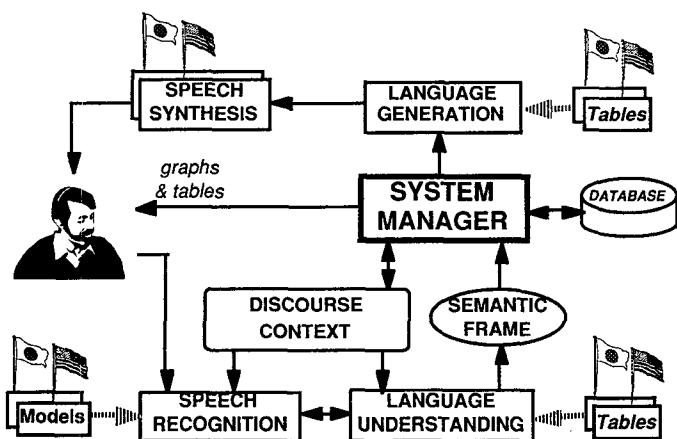 SPEECH
SYNTHESIS
LANGUAGE
GENERATION
Tables
graphs
& tables
SYSTEM
MANAGER
DATABASE
DISCOURSE
CONTEXT
SEMANTIC
FRAME
Models
SPEECH
RECOGNITION
LANGUAGE
UNDERSTANDING
Tables